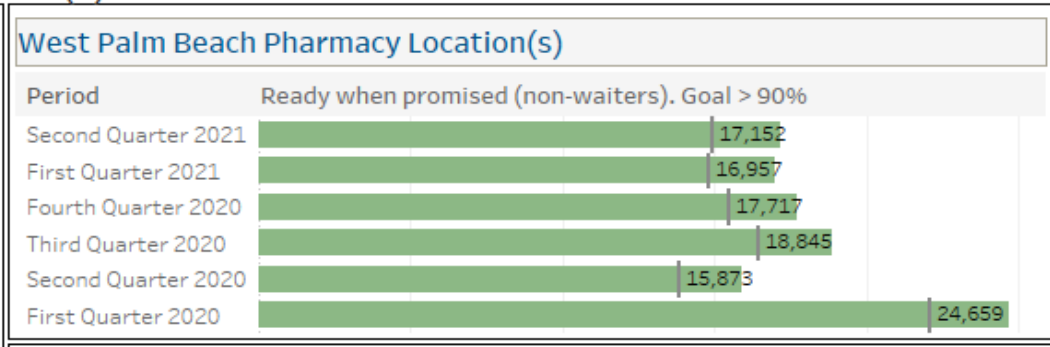 West Palm Beach Pharmacy Location(s)
Period Ready when promised (non-waiters). Goal > 90%
Second Quarter 2021 17,152
First Quarter 2021 16,957
Fourth Quarter 2020 17,717
Third Quarter 2020 18,845
Second Quarter 2020 15,873
First Quarter 2020 24,659